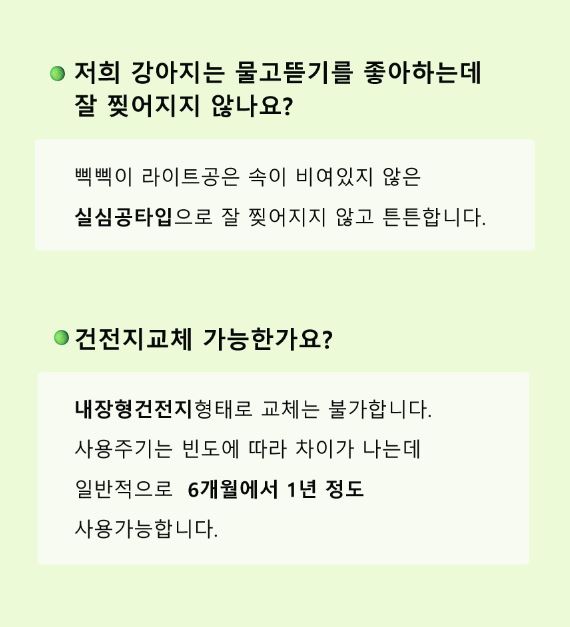 저희 강아지는 물고뜯기를 좋아하는데
잘 찢어지지 않나요?
삑삑이 라이트공은 속이 비여있지 않은
실심공타입으로 잘 찢어지지 않고 튼튼합니다.
건전지교체 가능한가요?
내장형건전지형태로 교체는 불가합니다.
사용주기는 빈도에 따라 차이가 나는데
일반적으로 6개월에서 1년 정도
사용가능합니다.